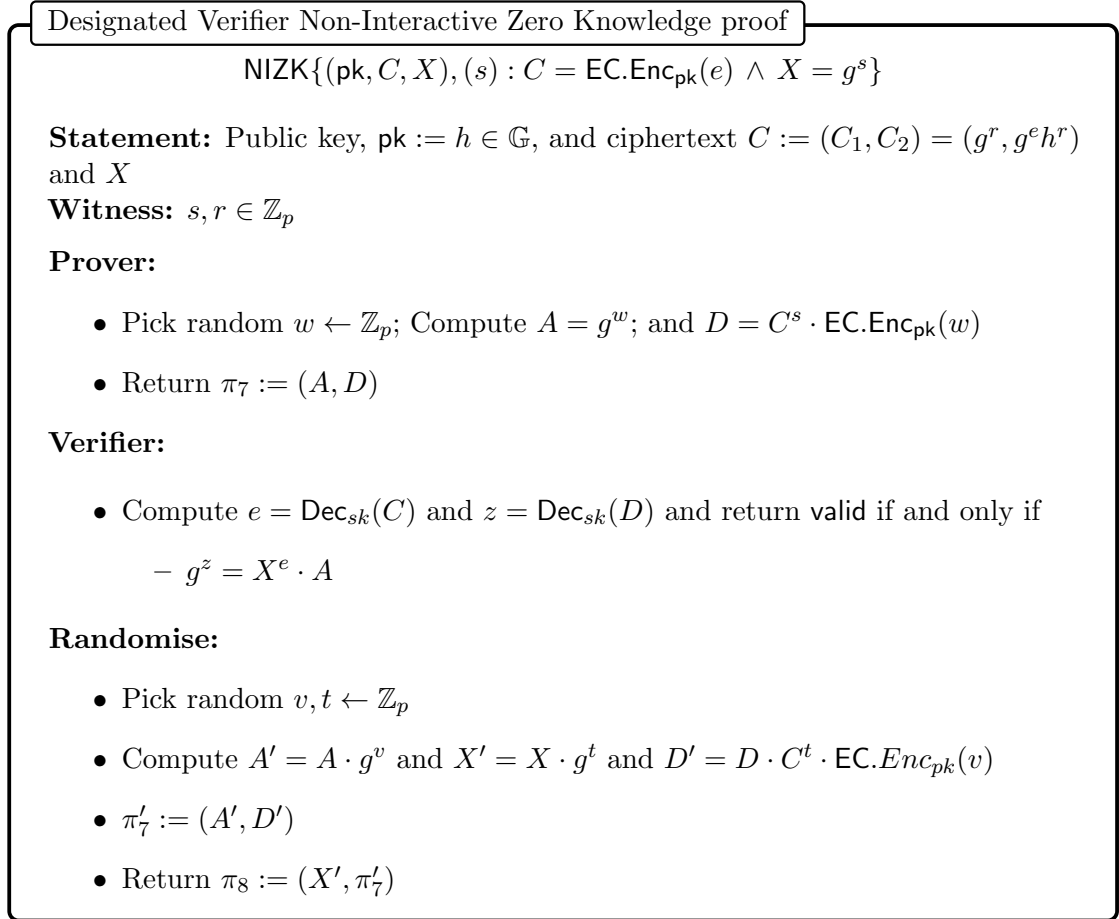 Designated Verifier Non-Interactive Zero Knowledge proof
NIZK{(pk, C, X), (s) : C = EC.Enc_pk(e) ∧ X = g^s}
Statement: Public key, pk := h ∈ 𝔾, and ciphertext C := (C_1, C_2) = (g^r, g^e h^r)
and X
Witness: s, r ∈ ℤ_p
Prover:
• Pick random w ← ℤ_p; Compute A = g^w; and D = C^s · EC.Enc_pk(w)
• Return π_7 := (A, D)
Verifier:
• Compute e = Dec_sk(C) and z = Dec_sk(D) and return valid if and only if
– g^z = X^e · A
Randomise:
• Pick random v, t ← ℤ_p
• Compute A′ = A · g^v and X′ = X · g^t and D′ = D · C^t · EC.Enc_pk(v)
• π′_7 := (A′, D′)
• Return π_8 := (X′, π′_7)